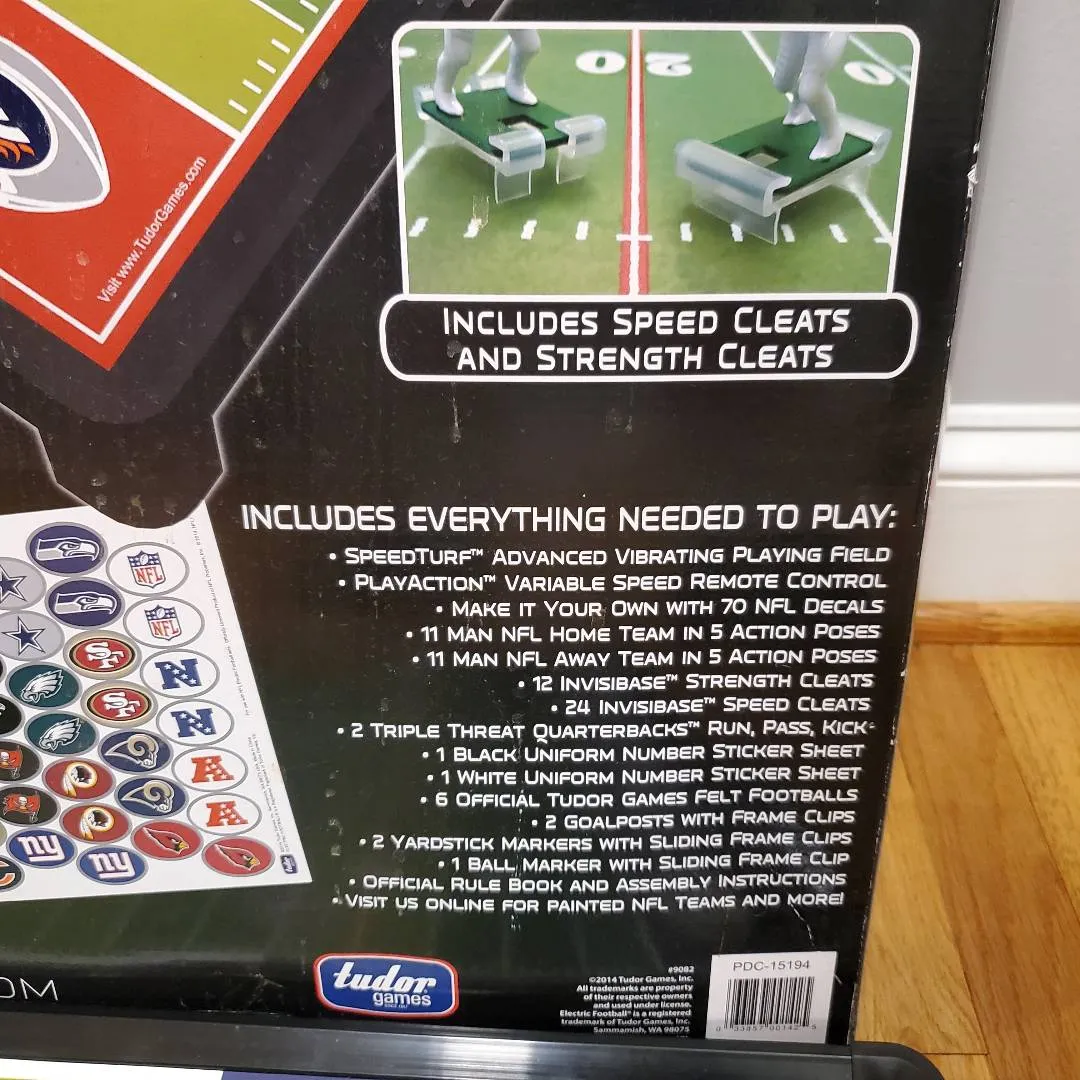 20
0
Visit www.TudorGames.com
INCLUDES SPEED CLEATS
AND STRENGTH CLEATS
INCLUDES EVERYTHING NEEDED TO PLAY:
• SPEEDTURF™ ADVANCED VIBRATING PLAYING FIELD
• PLAYACTION™ VARIABLE SPEED REMOTE CONTROL
• MAKE IT YOUR OWN WITH 70 NFL DECALS
• 11 MAN NFL HOME TEAM IN 5 ACTION POSES
• 11 MAN NFL AWAY TEAM IN 5 ACTION POSES
• 12 INVISIBASE™ STRENGTH CLEATS
• 24 INVISIBASE™ SPEED CLEATS
• 2 TRIPLE THREAT QUARTERBACKS™ RUN, PASS, KICK
• 1 BLACK UNIFORM NUMBER STICKER SHEET
• 1 WHITE UNIFORM NUMBER STICKER SHEET
• 6 OFFICIAL TUDOR GAMES FELT FOOTBALLS
• 2 GOALPOSTS WITH FRAME CLIPS
• 2 YARDSTICK MARKERS WITH SLIDING FRAME CLIPS
• 1 BALL MARKER WITH SLIDING FRAME CLIP
• OFFICIAL RULE BOOK AND ASSEMBLY INSTRUCTIONS
• VISIT US ONLINE FOR PAINTED NFL TEAMS AND MORE!
NFL
NFL
SF
SF
N
N
A
A
ny
ny
OM
tudor
games
#9082
©2014 Tudor Games, Inc.
All trademarks are property
of their respective owners
and used under license.
Electric Football® is a registered
trademark of Tudor Games, Inc.
Sammamish, WA 98075
PDC-15194
0 33857 00142 5